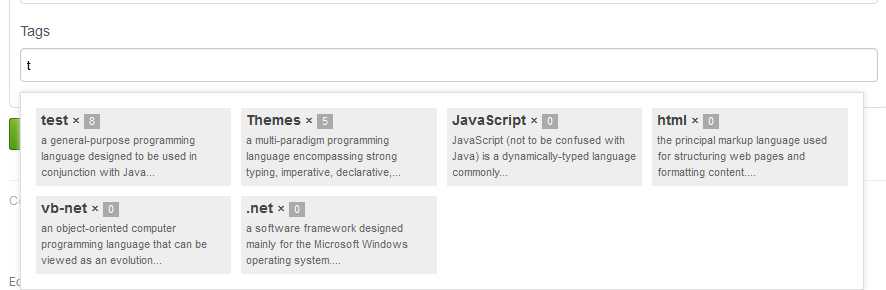 Tags
t
test × 8
a general-purpose programming
language designed to be used in
conjunction with Java...
Themes × 5
a multi-paradigm programming
language encompassing strong
typing, imperative, declarative,...
JavaScript × 0
JavaScript (not to be confused with
Java) is a dynamically-typed language
commonly...
html × 0
the principal markup language used
for structuring web pages and
formatting content....
vb-net × 0
an object-oriented computer
programming language that can be
viewed as an evolution...
.net × 0
a software framework designed
mainly for the Microsoft Windows
operating system....